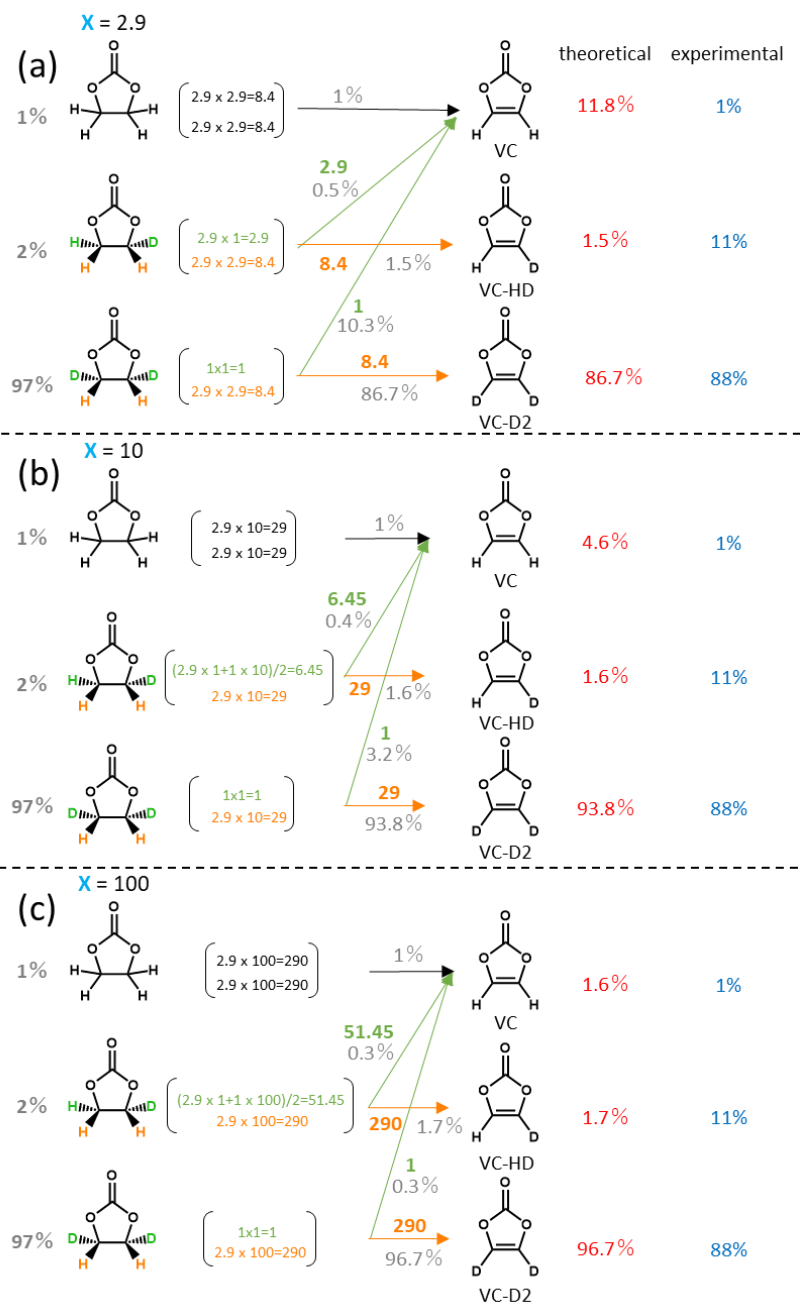 X = 2.9
(a)
theoretical experimental
O
O O
H H
H H
1%
2.9 x 2.9=8.4
2.9 x 2.9=8.4
1%
O
O O
H H
VC
11.8%
1%
2.9
0.5%
O
O O
H D
H H
2%
2.9 x 1=2.9
2.9 x 2.9=8.4
8.4
1.5%
O
O O
H D
VC-HD
1.5%
11%
1
10.3%
O
O O
D D
H H
97%
1x1=1
2.9 x 2.9=8.4
8.4
86.7%
O
O O
D D
VC-D2
86.7%
88%
X = 10
(b)
O
O O
H H
H H
1%
2.9 x 10=29
2.9 x 10=29
1%
O
O O
H H
VC
4.6%
1%
6.45
0.4%
O
O O
H D
H H
2%
(2.9 x 1+1 x 10)/2=6.45
2.9 x 10=29
29
1.6%
O
O O
H D
VC-HD
1.6%
11%
1
3.2%
O
O O
D D
H H
97%
1x1=1
2.9 x 10=29
29
93.8%
O
O O
D D
VC-D2
93.8%
88%
X = 100
(c)
O
O O
H H
H H
1%
2.9 x 100=290
2.9 x 100=290
1%
O
O O
H H
VC
1.6%
1%
51.45
0.3%
O
O O
H D
H H
2%
(2.9 x 1+1 x 100)/2=51.45
2.9 x 100=290
290
1.7%
O
O O
H D
VC-HD
1.7%
11%
1
0.3%
O
O O
D D
H H
97%
1x1=1
2.9 x 100=290
290
96.7%
O
O O
D D
VC-D2
96.7%
88%